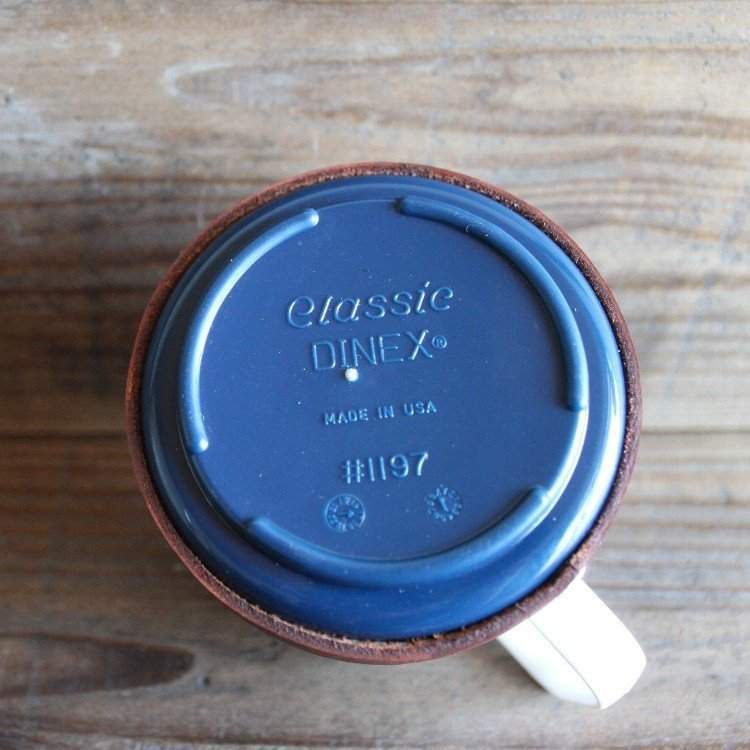 Classic
DINEX®
MADE IN USA
#1197